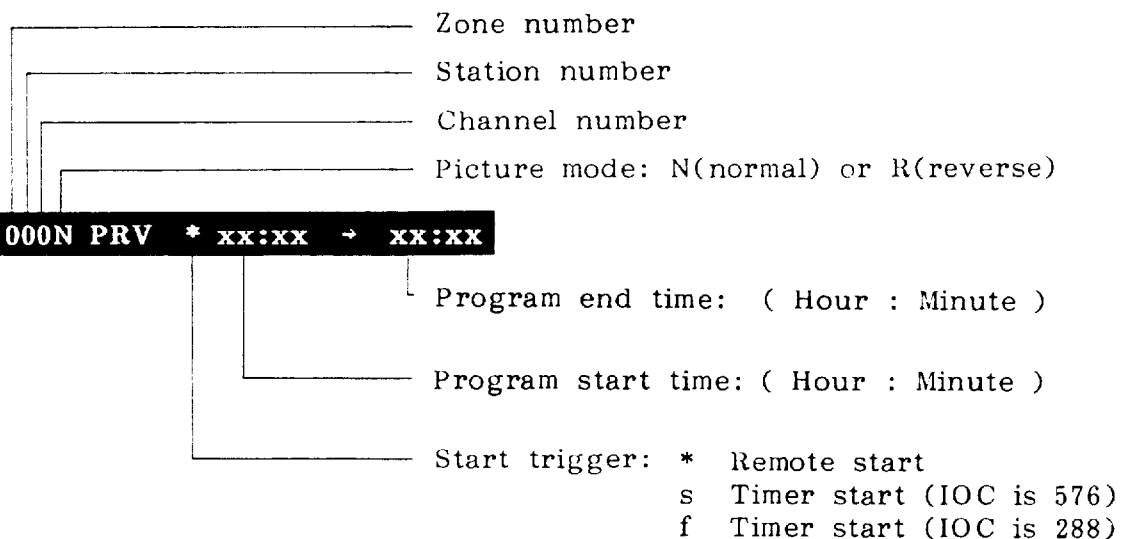 Zone number
Station number
Channel number
Picture mode: N(normal) or R(reverse)
000N PRV * xx:xx → xx:xx
Program end time: ( Hour : Minute )
Program start time: ( Hour : Minute )
Start trigger: * Remote start
s Timer start (IOC is 576)
f Timer start (IOC is 288)